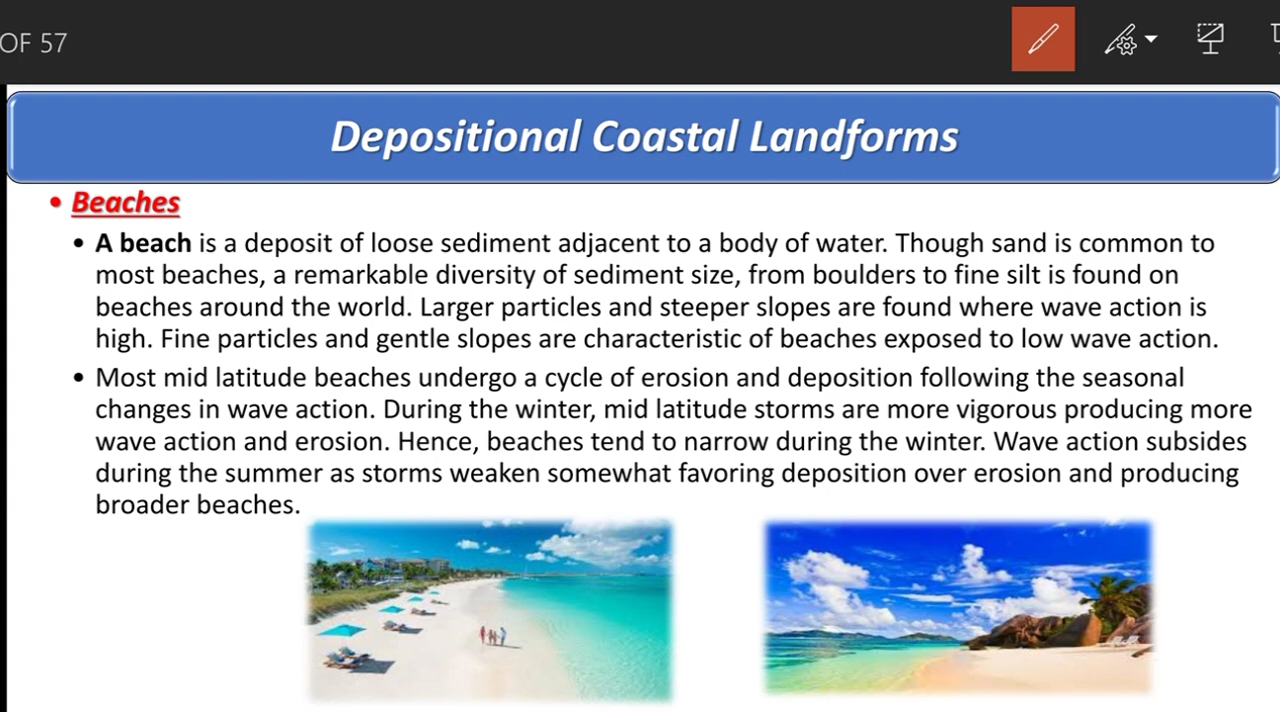 OF 57
Depositional Coastal Landforms
• Beaches
• A beach is a deposit of loose sediment adjacent to a body of water. Though sand is common to
most beaches, a remarkable diversity of sediment size, from boulders to fine silt is found on
beaches around the world. Larger particles and steeper slopes are found where wave action is
high. Fine particles and gentle slopes are characteristic of beaches exposed to low wave action.
• Most mid latitude beaches undergo a cycle of erosion and deposition following the seasonal
changes in wave action. During the winter, mid latitude storms are more vigorous producing more
wave action and erosion. Hence, beaches tend to narrow during the winter. Wave action subsides
during the summer as storms weaken somewhat favoring deposition over erosion and producing
broader beaches.